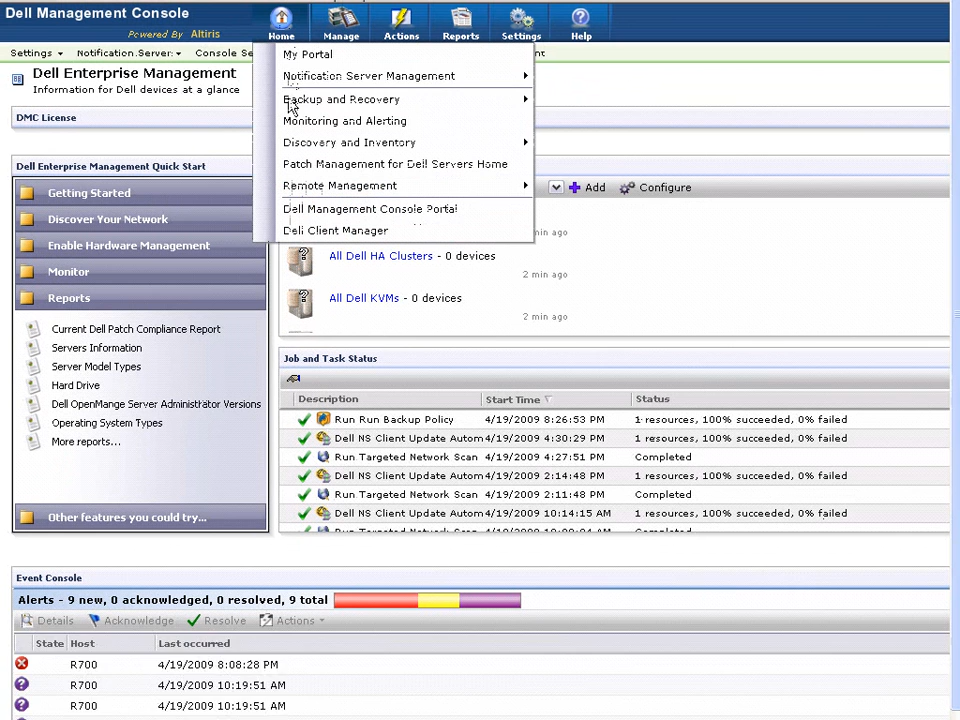 Dell Management Console
Powered By Altiris
Home Manage Actions Reports Settings Help
Settings Notification Server: Console Se
Dell Enterprise Management
Information for Dell devices at a glance
My Portal
Notification Server Management
Backup and Recovery
Monitoring and Alerting
Discovery and Inventory
Patch Management for Dell Servers Home
Remote Management
Dell Management Console Portal
Dell Client Manager
DMC License
Dell Enterprise Management Quick Start
Getting Started
Discover Your Network
Enable Hardware Management
Monitor
Reports
Current Dell Patch Compliance Report
Servers Information
Server Model Types
Hard Drive
Dell OpenMange Server Administrator Versions
Operating System Types
More reports...
Other features you could try...
Add Configure
min ago
All Dell HA Clusters - 0 devices
2 min ago
All Dell KVMs - 0 devices
2 min ago
Job and Task Status
Description Start Time Status
Run Run Backup Policy 4/19/2009 8:26:53 PM 1 resources, 100% succeeded, 0% failed
Dell NS Client Update Autom 4/19/2009 4:30:29 PM 1 resources, 100% succeeded, 0% failed
Run Targeted Network Scan 4/19/2009 4:27:51 PM Completed
Dell NS Client Update Autom 4/19/2009 2:14:48 PM 1 resources, 100% succeeded, 0% failed
Run Targeted Network Scan 4/19/2009 2:11:48 PM Completed
Dell NS Client Update Autom 4/19/2009 10:14:15 AM 1 resources, 100% succeeded, 0% failed
Event Console
Alerts - 9 new, 0 acknowledged, 0 resolved, 9 total
Details Acknowledge Resolve Actions
State Host Last occurred
R700 4/19/2009 8:08:28 PM
R700 4/19/2009 10:19:51 AM
R700 4/19/2009 10:19:51 AM